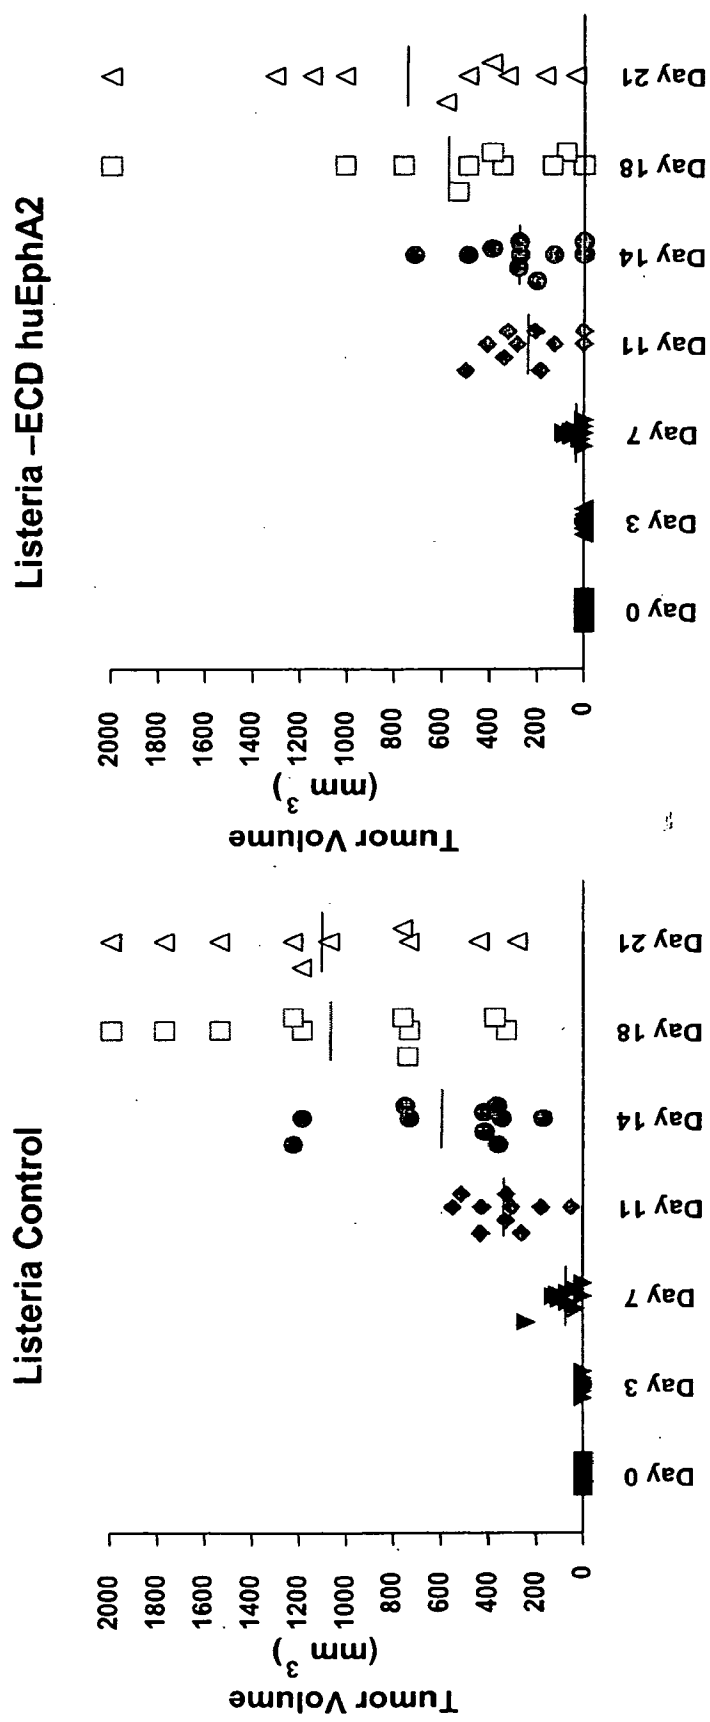 Listeria Control
Tumor Volume
(mm 3)
2000
1800
1600
1400
1200
1000
800
600
400
200
0
Day 0
Day 3
Day 7
Day 11
Day 14
Day 18
Day 21
Listeria –ECD huEphA2
Tumor Volume
(mm 3)
2000
1800
1600
1400
1200
1000
800
600
400
200
0
Day 0
Day 3
Day 7
Day 11
Day 14
Day 18
Day 21